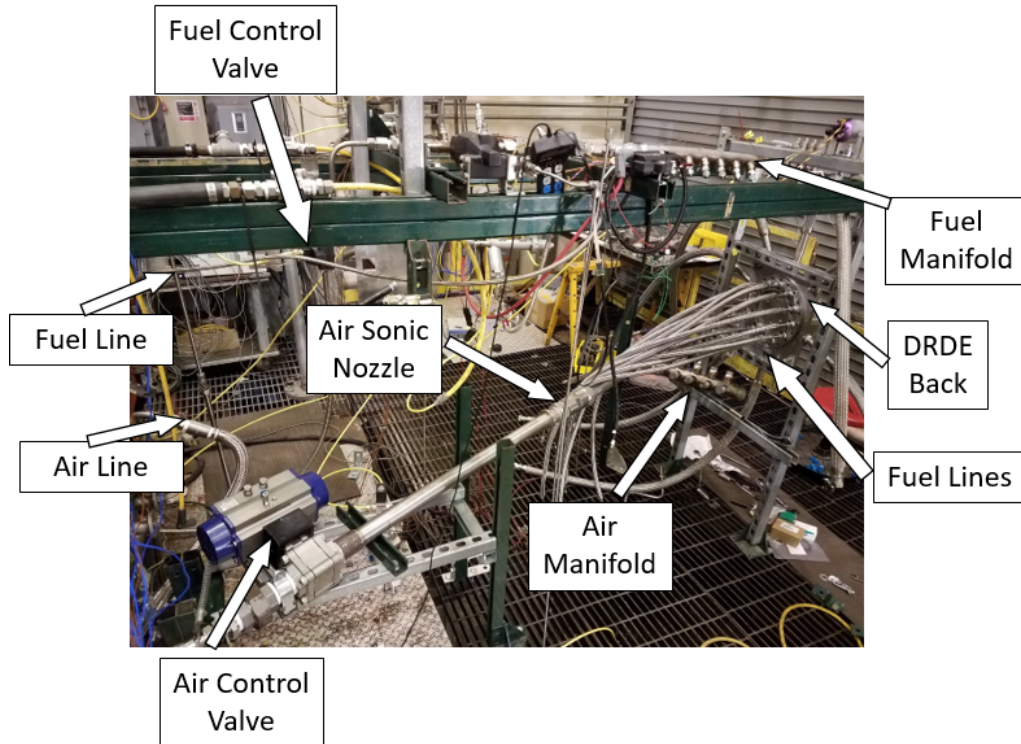 Fuel Control
Valve
Fuel
Manifold
Fuel Line
Air Sonic
Nozzle
DRDE
Back
Air Line
Fuel Lines
Air
Manifold
Air Control
Valve